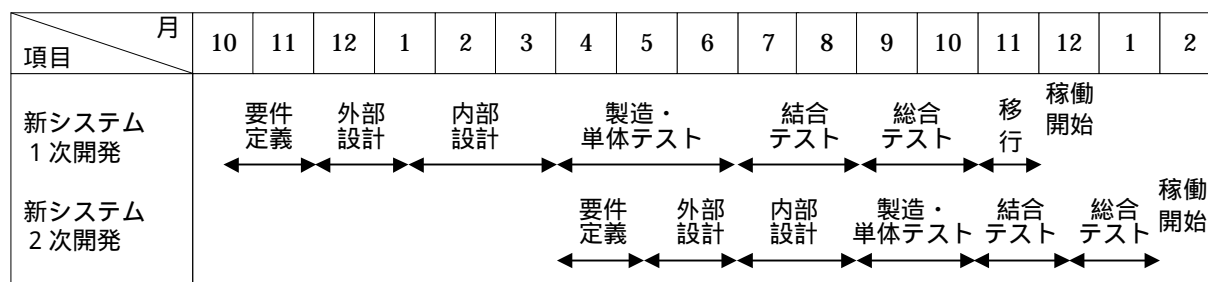 月
項目
10 11 12 1 2 3 4 5 6 7 8 9 10 11 12 1 2
新システム
1次開発
要件
定義
外部
設計
内部
設計
製造・
単体テスト
結合
テスト
総合
テスト
移
行
稼働
開始
新システム
2次開発
要件
定義
外部
設計
内部
設計
製造・
単体テスト
結合
テスト
総合
テスト
稼働
開始